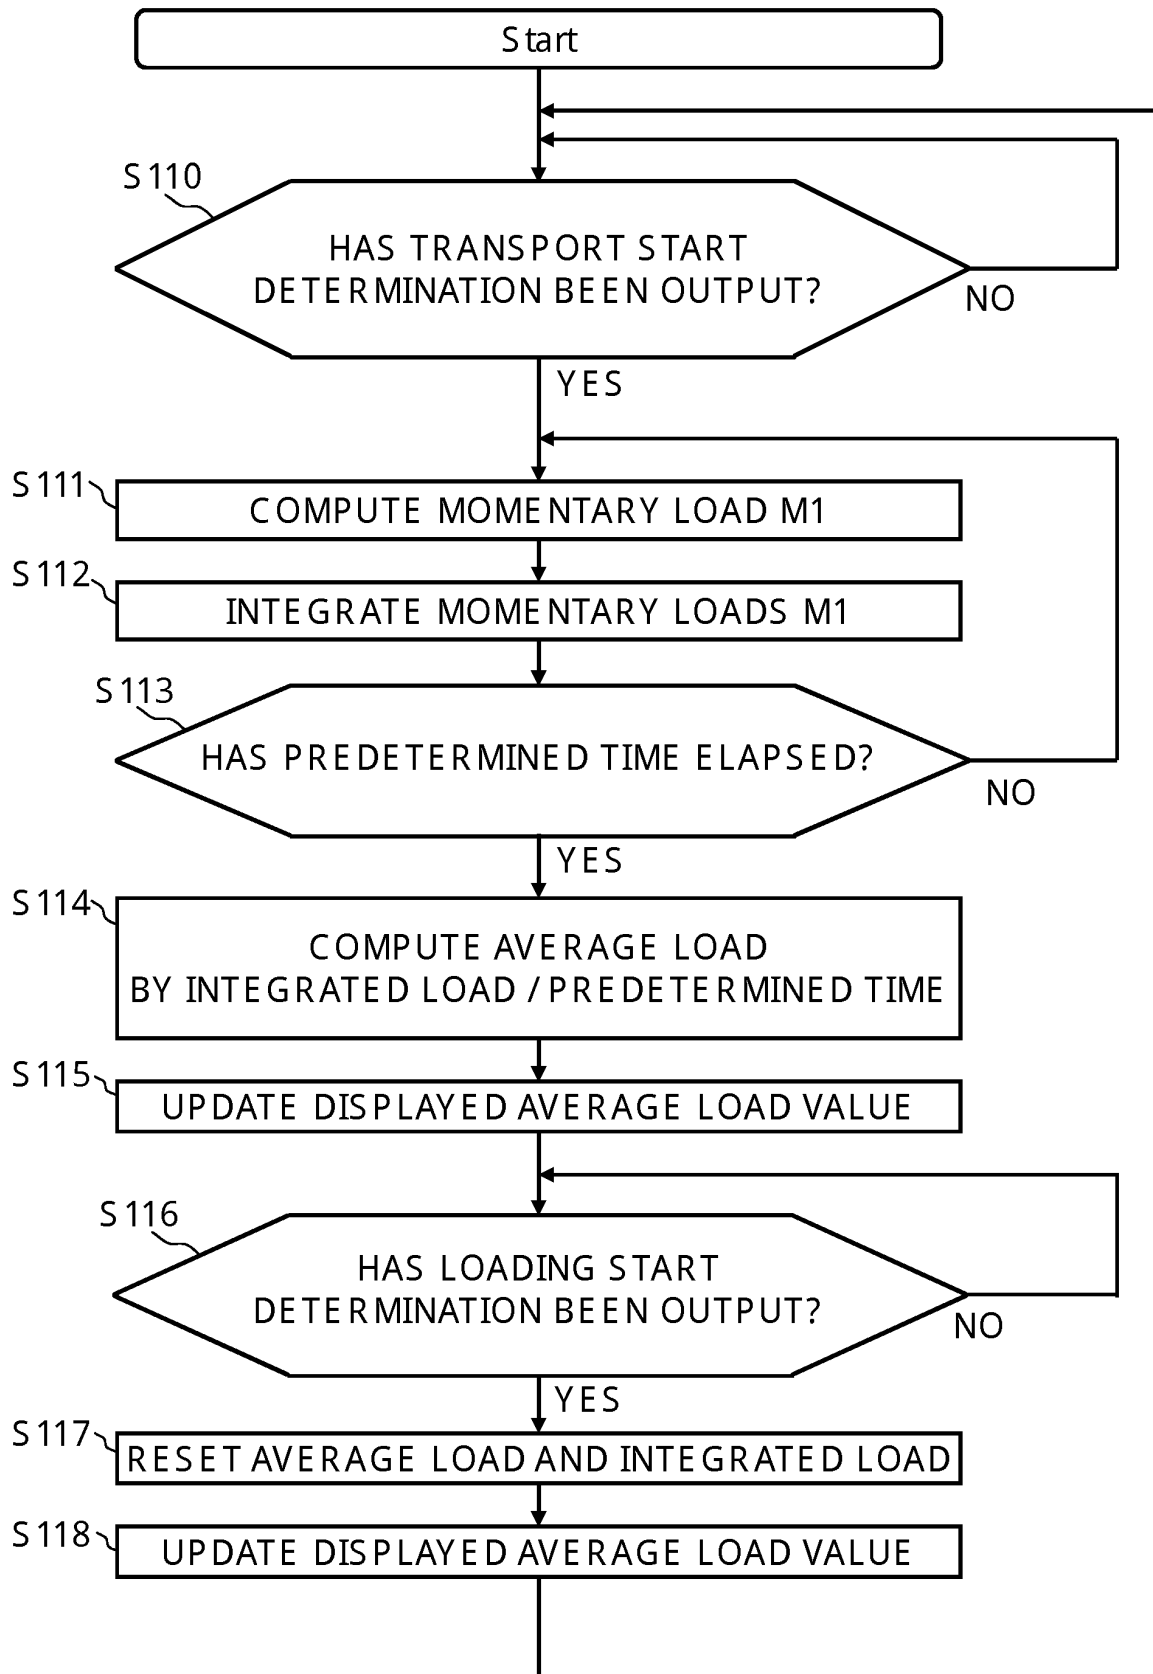 Start
S110
HAS TRANSPORT START
DETERMINATION BEEN OUTPUT?
NO
YES
S111
COMPUTE MOMENTARY LOAD M1
S112
INTEGRATE MOMENTARY LOADS M1
S113
HAS PREDETERMINED TIME ELAPSED?
NO
YES
S114
COMPUTE AVERAGE LOAD
BY INTEGRATED LOAD / PREDETERMINED TIME
S115
UPDATE DISPLAYED AVERAGE LOAD VALUE
S116
HAS LOADING START
DETERMINATION BEEN OUTPUT?
NO
YES
S117
RESET AVERAGE LOAD AND INTEGRATED LOAD
S118
UPDATE DISPLAYED AVERAGE LOAD VALUE